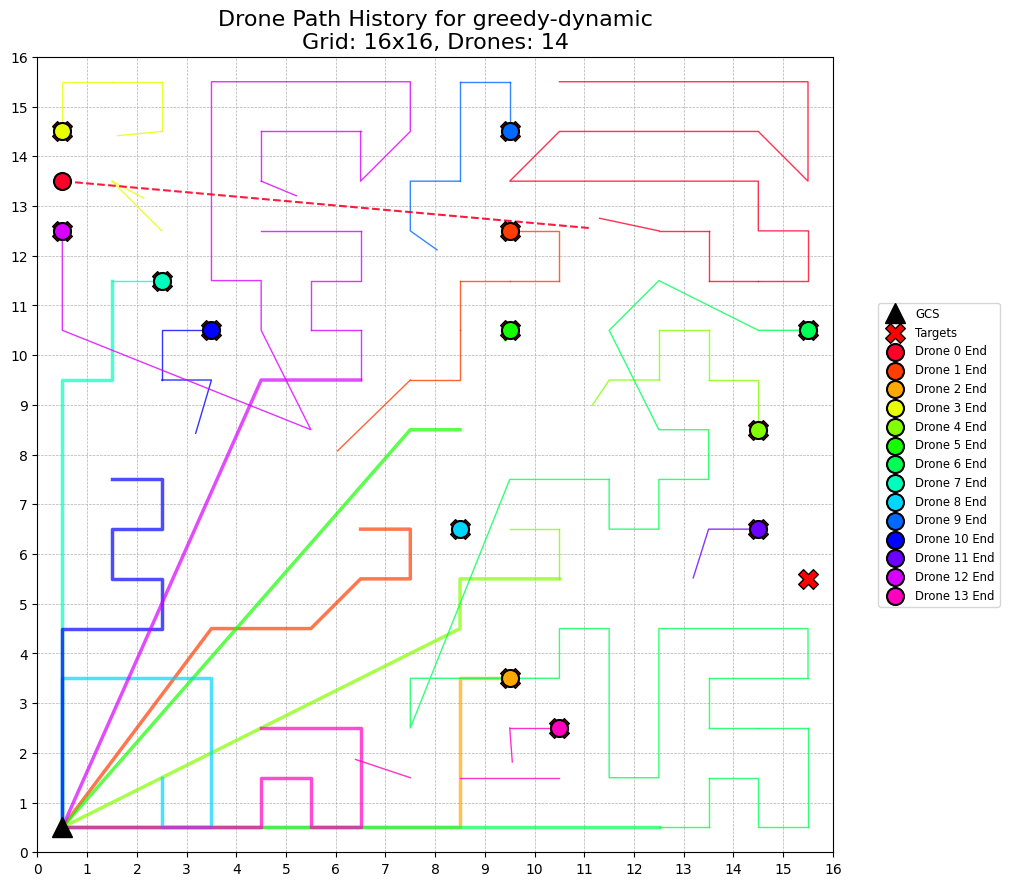 Drone Path History for greedy-dynamic
Grid: 16x16, Drones: 14
16
15
14
13
12
11
10
9
8
7
6
5
4
3
2
1
0
0 1 2 3 4 5 6 7 8 9 10 11 12 13 14 15 16
GCS
Targets
Drone 0 End
Drone 1 End
Drone 2 End
Drone 3 End
Drone 4 End
Drone 5 End
Drone 6 End
Drone 7 End
Drone 8 End
Drone 9 End
Drone 10 End
Drone 11 End
Drone 12 End
Drone 13 End